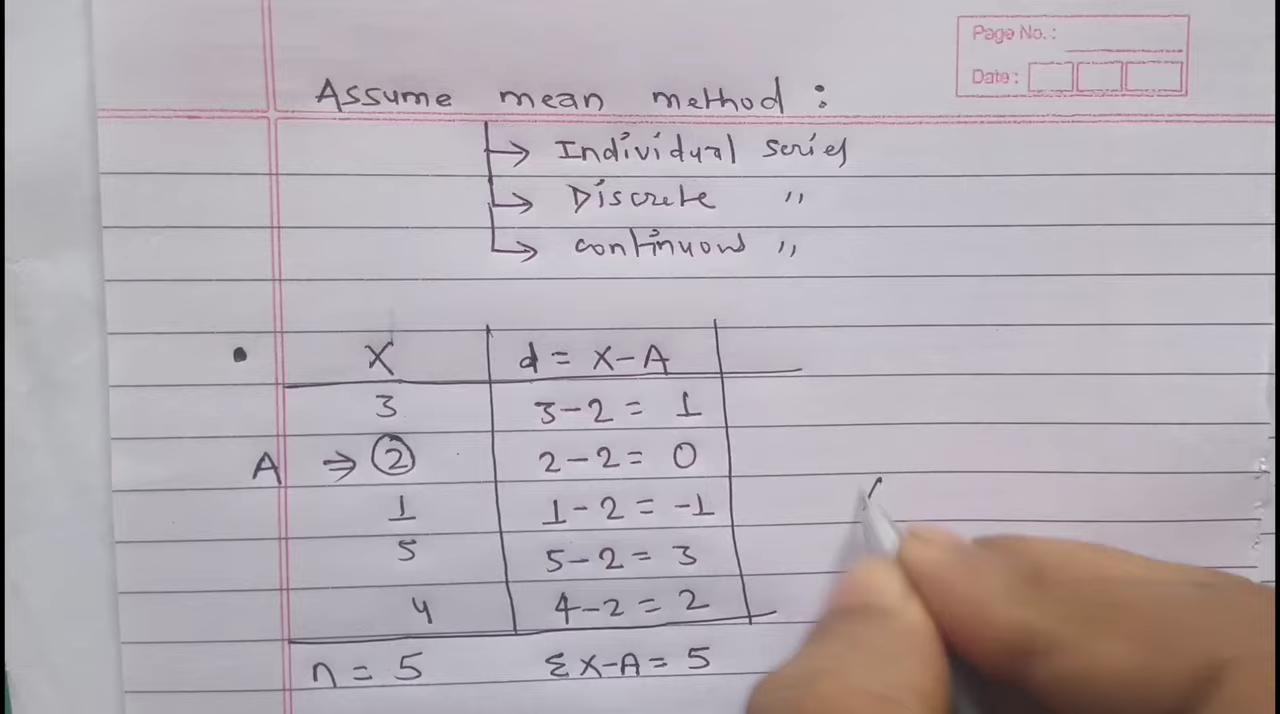 Page No.:
Date:
Assume mean method :
→ Individual series
→ Discrete "
→ continuous "
• X d = X-A
3 3-2 = 1
A ⇒ 2 2-2 = 0
1 1-2 = -1
5 5-2 = 3
4 4-2 = 2
n = 5 Σ X-A = 5